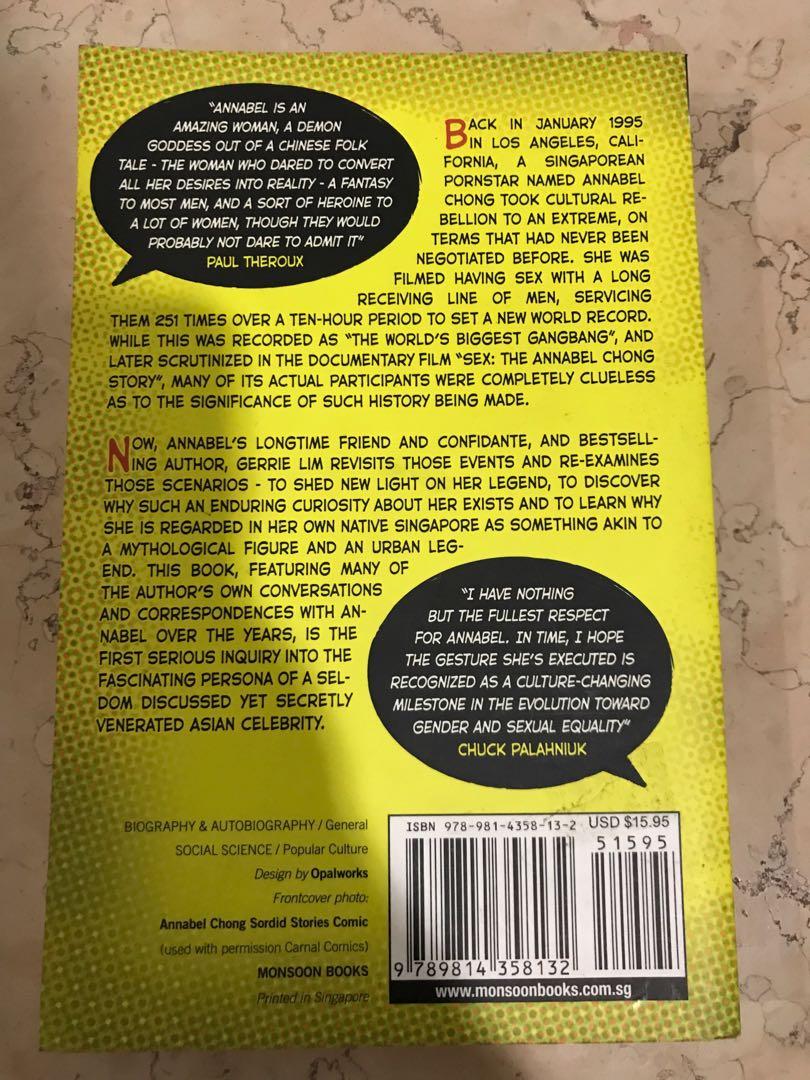 "ANNABEL IS AN
AMAZING WOMAN, A DEMON
GODDESS OUT OF A CHINESE FOLK
TALE - THE WOMAN WHO DARED TO CONVERT
ALL HER DESIRES INTO REALITY - A FANTASY
TO MOST MEN, AND A SORT OF HEROINE TO
A LOT OF WOMEN, THOUGH THEY WOULD
PROBABLY NOT DARE TO ADMIT IT"
PAUL THEROUX
BACK IN JANUARY 1995
IN LOS ANGELES, CALI-
FORNIA, A SINGAPOREAN
PORNSTAR NAMED ANNABEL
CHONG TOOK CULTURAL RE-
BELLION TO AN EXTREME, ON
TERMS THAT HAD NEVER BEEN
NEGOTIATED BEFORE. SHE WAS
FILMED HAVING SEX WITH A LONG
RECEIVING LINE OF MEN, SERVICING
THEM 251 TIMES OVER A TEN-HOUR PERIOD TO SET A NEW WORLD RECORD.
WHILE THIS WAS RECORDED AS "THE WORLD'S BIGGEST GANGBANG", AND
LATER SCRUTINIZED IN THE DOCUMENTARY FILM "SEX: THE ANNABEL CHONG
STORY", MANY OF ITS ACTUAL PARTICIPANTS WERE COMPLETELY CLUELESS
AS TO THE SIGNIFICANCE OF SUCH HISTORY BEING MADE.
NOW, ANNABEL'S LONGTIME FRIEND AND CONFIDANTE, AND BESTSELL-
ING AUTHOR, GERRIE LIM REVISITS THOSE EVENTS AND RE-EXAMINES
THOSE SCENARIOS - TO SHED NEW LIGHT ON HER LEGEND, TO DISCOVER
WHY SUCH AN ENDURING CURIOSITY ABOUT HER EXISTS AND TO LEARN WHY
SHE IS REGARDED IN HER OWN NATIVE SINGAPORE AS SOMETHING AKIN TO
A MYTHOLOGICAL FIGURE AND AN URBAN LEG-
END. THIS BOOK, FEATURING MANY OF
THE AUTHOR'S OWN CONVERSATIONS
AND CORRESPONDENCES WITH AN-
NABEL OVER THE YEARS, IS THE
FIRST SERIOUS INQUIRY INTO THE
FASCINATING PERSONA OF A SEL-
DOM DISCUSSED YET SECRETLY
VENERATED ASIAN CELEBRITY.
"I HAVE NOTHING
BUT THE FULLEST RESPECT
FOR ANNABEL. IN TIME, I HOPE
THE GESTURE SHE'S EXECUTED IS
RECOGNIZED AS A CULTURE-CHANGING
MILESTONE IN THE EVOLUTION TOWARD
GENDER AND SEXUAL EQUALITY"
CHUCK PALAHNIUK
BIOGRAPHY & AUTOBIOGRAPHY / General
SOCIAL SCIENCE / Popular Culture
Design by Opalworks
Frontcover photo:
Annabel Chong Sordid Stories Comic
(used with permission Carnal Comics)
MONSOON BOOKS
Printed in Singapore
ISBN 978-981-4358-13-2 USD $15.95
51595
9 789814 358132
www.monsoonbooks.com.sg